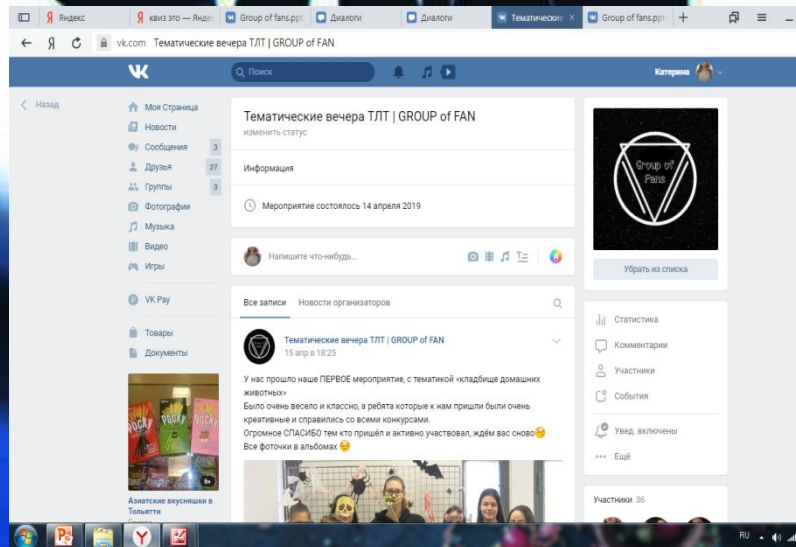 Яндекс
квиз это — Янде
Group of fans.ppt
Диалоги
Диалоги
Тематические
Group of fans.ppt
vk.com Тематические вечера ТЛТ | GROUP of FAN
Поиск
Катерина
Назад
Моя Страница
Новости
Сообщения 3
Друзья 27
Группы 3
Фотографии
Музыка
Видео
Игры
VK Pay
Товары
Документы
POCKY
POCKY
6+
Азиатские вкусняшки в
Тольятти
Тематические вечера ТЛТ | GROUP of FAN
изменить статус
Информация
Мероприятие состоялось 14 апреля 2019
Напишите что-нибудь...
Все записи Новости организаторов
Тематические вечера ТЛТ | GROUP of FAN
15 апр в 18:25
У нас прошло наше ПЕРВОЕ мероприятие, с тематикой «кладбище домашних
животных»
Было очень весело и классно, а ребята которые к нам пришли были очень
креативные и справились со всеми конкурсами.
Огромное СПАСИБО тем кто пришёл и активно участвовал, ждём вас сново
Все фоточки в альбомах
Group of
Fans
Убрать из списка
Статистика
Комментарии
Участники
События
Увед. включены
Ещё
Участники 36
RU